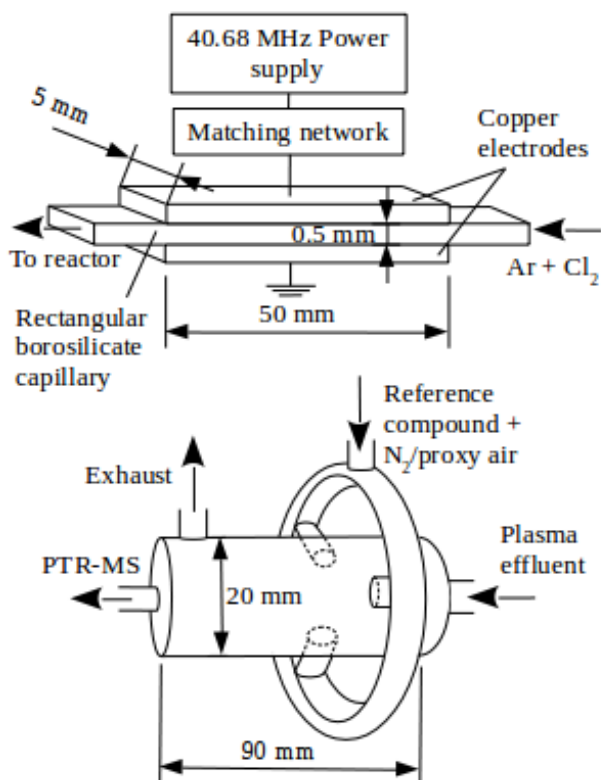 40.68 MHz Power
supply
Matching network
5 mm
Copper
electrodes
0.5 mm
To reactor
Ar + Cl₂
Rectangular
borosilicate
capillary
50 mm
Reference
compound +
N₂/proxy air
Exhaust
PTR-MS
20 mm
Plasma
effluent
90 mm